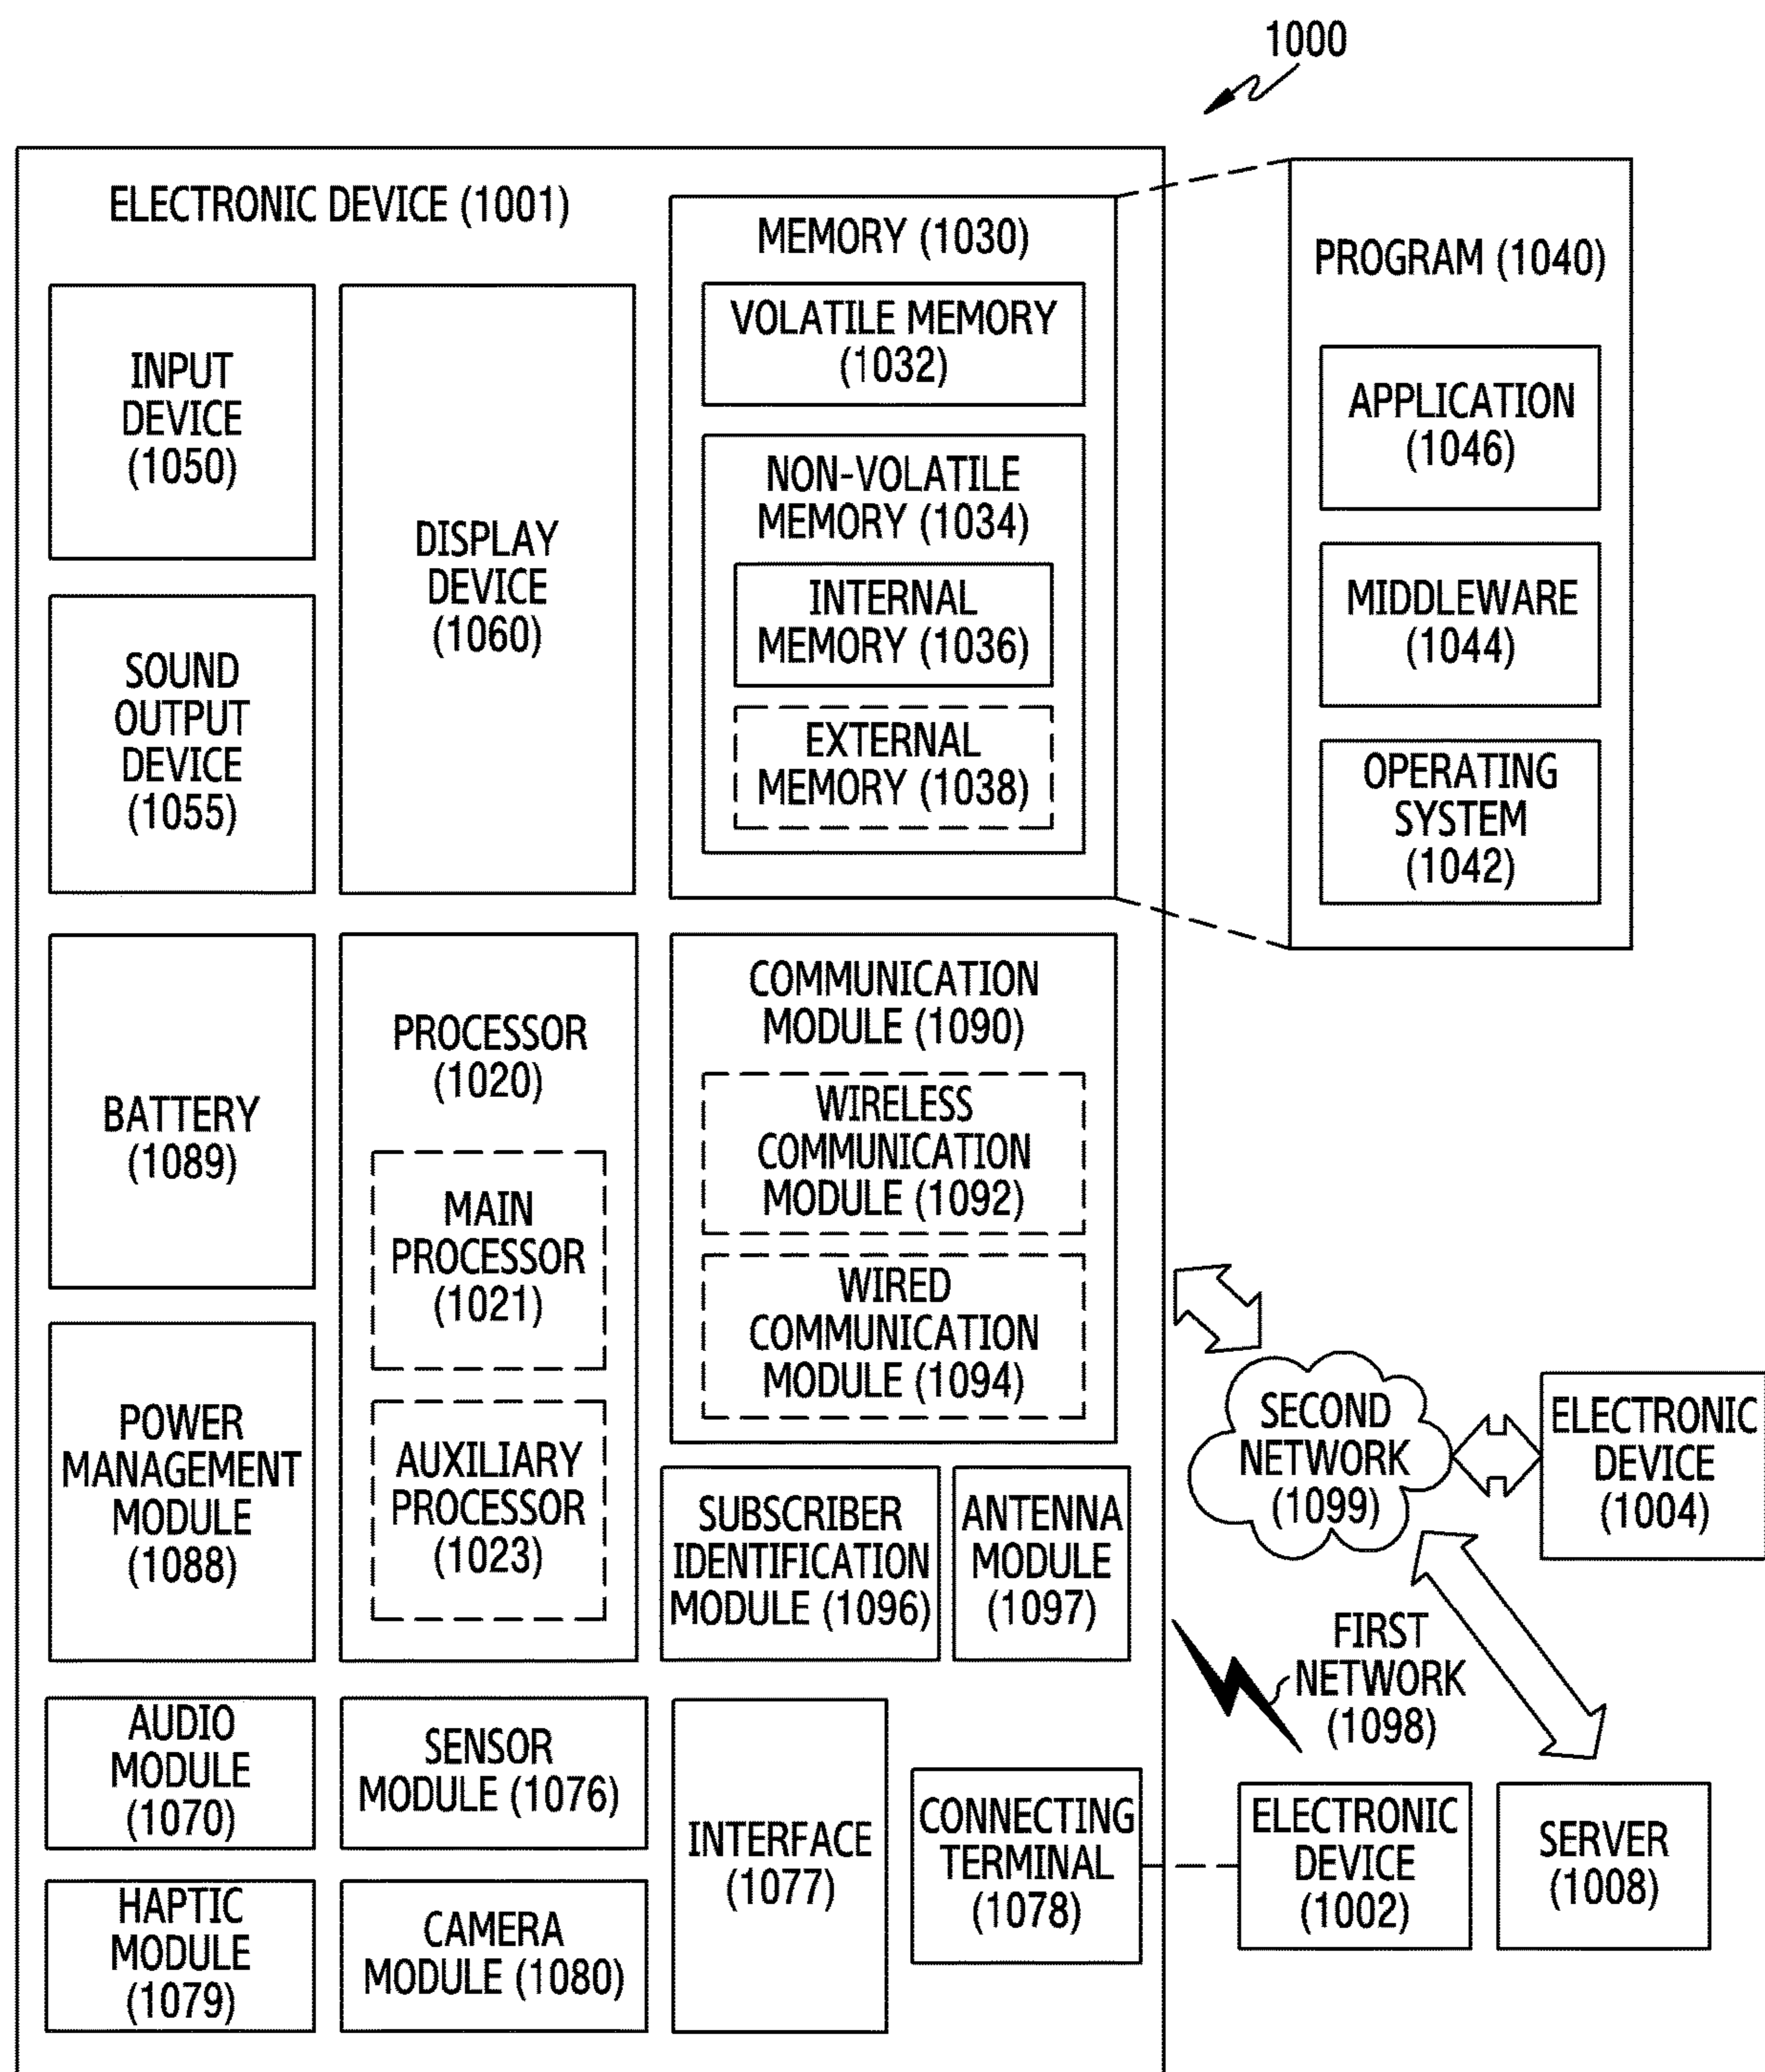 1000
ELECTRONIC DEVICE (1001)
INPUT
DEVICE
(1050)
DISPLAY
DEVICE
(1060)
SOUND
OUTPUT
DEVICE
(1055)
MEMORY (1030)
VOLATILE MEMORY
(1032)
NON-VOLATILE
MEMORY (1034)
INTERNAL
MEMORY (1036)
EXTERNAL
MEMORY (1038)
PROGRAM (1040)
APPLICATION
(1046)
MIDDLEWARE
(1044)
OPERATING
SYSTEM
(1042)
BATTERY
(1089)
POWER
MANAGEMENT
MODULE
(1088)
PROCESSOR
(1020)
MAIN
PROCESSOR
(1021)
AUXILIARY
PROCESSOR
(1023)
COMMUNICATION
MODULE (1090)
WIRELESS
COMMUNICATION
MODULE (1092)
WIRED
COMMUNICATION
MODULE (1094)
SUBSCRIBER
IDENTIFICATION
MODULE (1096)
ANTENNA
MODULE
(1097)
SECOND
NETWORK
(1099)
ELECTRONIC
DEVICE
(1004)
FIRST
NETWORK
(1098)
AUDIO
MODULE
(1070)
SENSOR
MODULE (1076)
INTERFACE
(1077)
CONNECTING
TERMINAL
(1078)
ELECTRONIC
DEVICE
(1002)
SERVER
(1008)
HAPTIC
MODULE
(1079)
CAMERA
MODULE (1080)